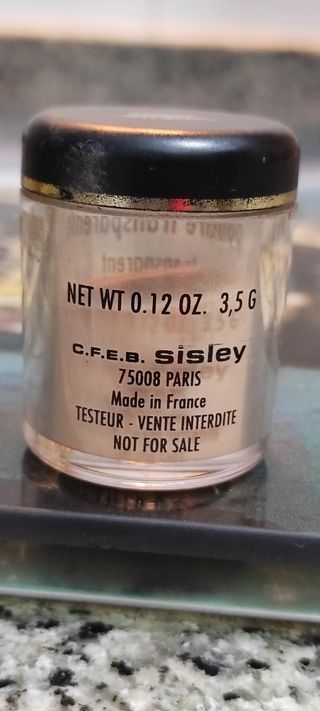 NET WT 0.12 OZ. 3,5 G
C.F.E.B. sisley
75008 PARIS
Made in France
TESTEUR - VENTE INTERDITE
NOT FOR SALE